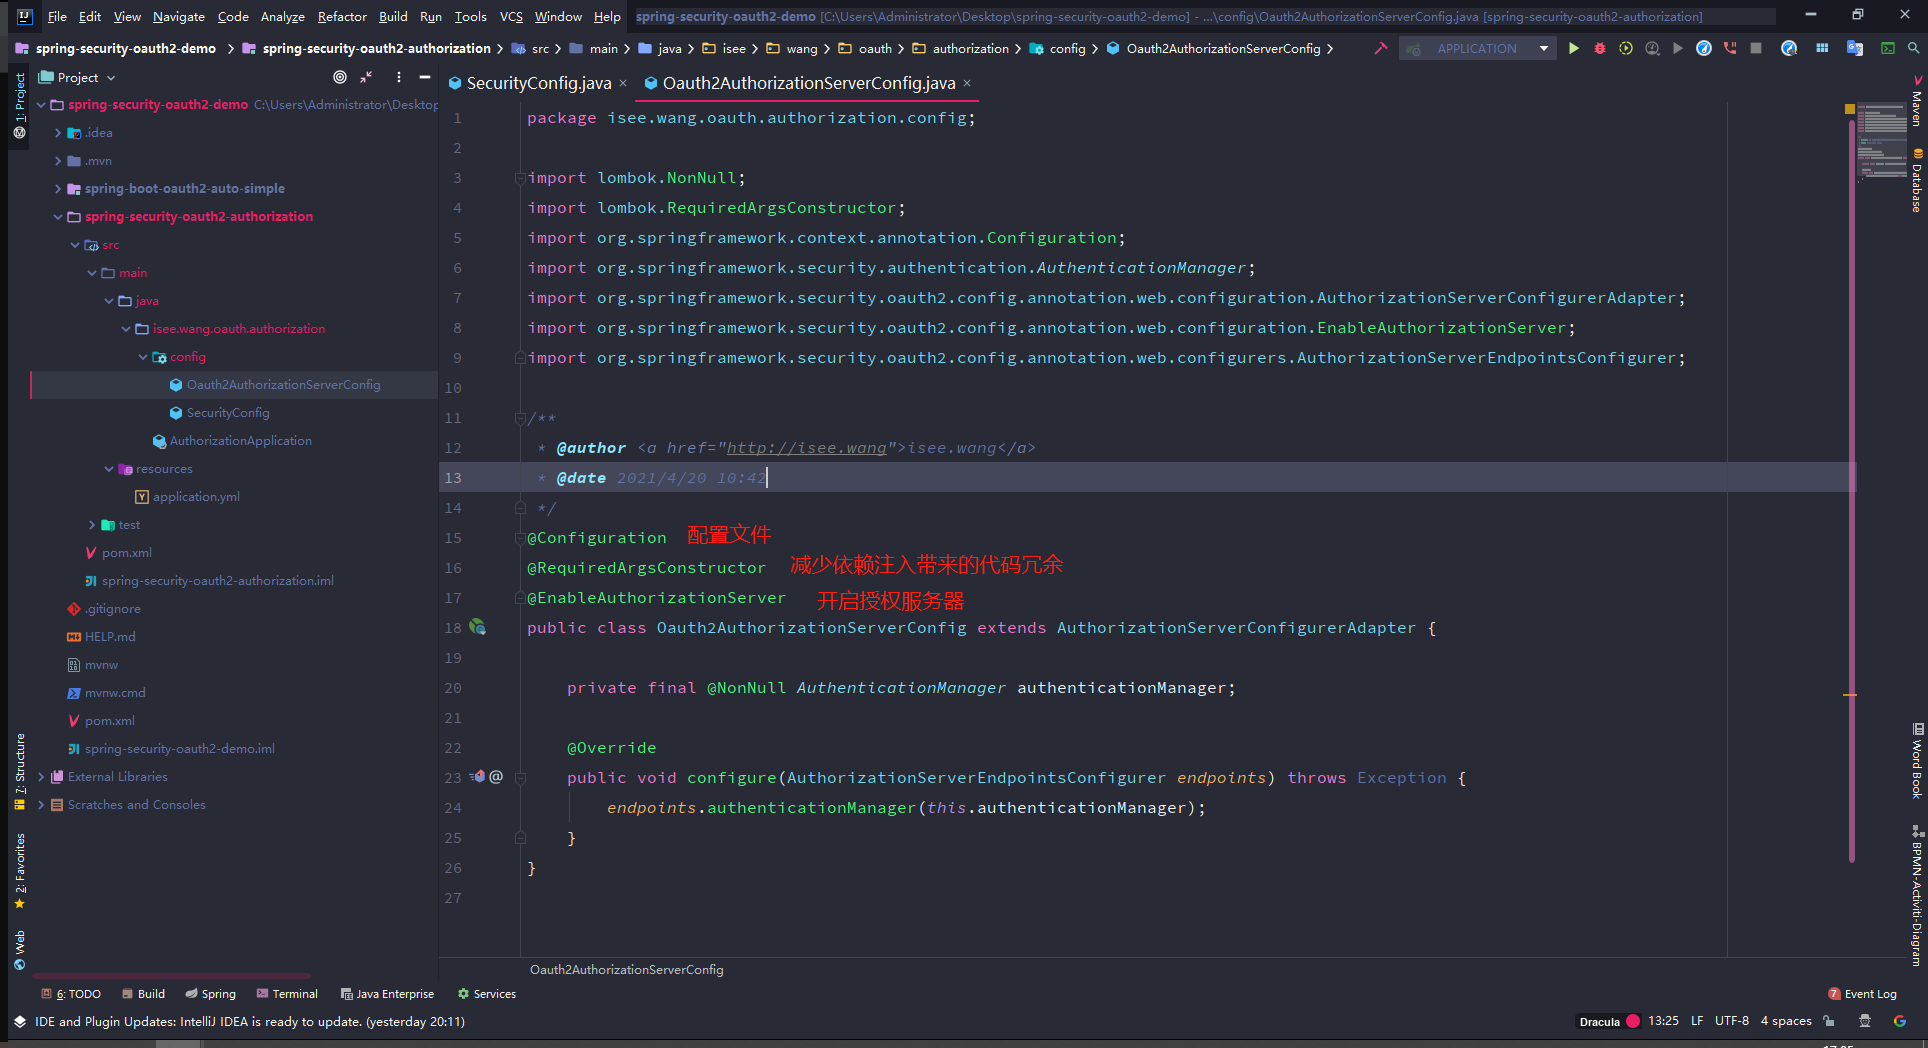 File Edit View Navigate Code Analyze Refactor Build Run Tools VCS Window Help spring-security-oauth2-demo [C:\Users\Administrator\Desktop\spring-security-oauth2-demo] - ...\config\Oauth2AuthorizationServerConfig.java [spring-security-oauth2-authorization]
spring-security-oauth2-demo spring-security-oauth2-authorization src main java isee wang oauth authorization config Oauth2AuthorizationServerConfig APPLICATION
Project
SecurityConfig.java Oauth2AuthorizationServerConfig.java
1: Project
7: Structure
2: Favorites
Web
spring-security-oauth2-demo C:\Users\Administrator\Desktop
.idea
.mvn
spring-boot-oauth2-auto-simple
spring-security-oauth2-authorization
src
main
java
isee.wang.oauth.authorization
config
Oauth2AuthorizationServerConfig
SecurityConfig
AuthorizationApplication
resources
application.yml
test
pom.xml
spring-security-oauth2-authorization.iml
.gitignore
HELP.md
mvnw
mvnw.cmd
pom.xml
spring-security-oauth2-demo.iml
External Libraries
Scratches and Consoles
1 package isee.wang.oauth.authorization.config;
2
3 import lombok.NonNull;
4 import lombok.RequiredArgsConstructor;
5 import org.springframework.context.annotation.Configuration;
6 import org.springframework.security.authentication.AuthenticationManager;
7 import org.springframework.security.oauth2.config.annotation.web.configuration.AuthorizationServerConfigurerAdapter;
8 import org.springframework.security.oauth2.config.annotation.web.configuration.EnableAuthorizationServer;
9 import org.springframework.security.oauth2.config.annotation.web.configurers.AuthorizationServerEndpointsConfigurer;
10
11 /**
12 * @author <a href="http://isee.wang">isee.wang</a>
13 * @date 2021/4/20 10:42
14 */
15 @Configuration 配置文件
16 @RequiredArgsConstructor 减少依赖注入带来的代码冗余
17 @EnableAuthorizationServer 开启授权服务器
18 public class Oauth2AuthorizationServerConfig extends AuthorizationServerConfigurerAdapter {
19
20 private final @NonNull AuthenticationManager authenticationManager;
21
22 @Override
23 @ public void configure(AuthorizationServerEndpointsConfigurer endpoints) throws Exception {
24 endpoints.authenticationManager(this.authenticationManager);
25 }
26 }
27
Maven
Database
Word Book
BPMN-Activiti-Diagram
Oauth2AuthorizationServerConfig
6: TODO Build Spring Terminal Java Enterprise Services 7 Event Log
IDE and Plugin Updates: IntelliJ IDEA is ready to update. (yesterday 20:11) Dracula 13:25 LF UTF-8 4 spaces